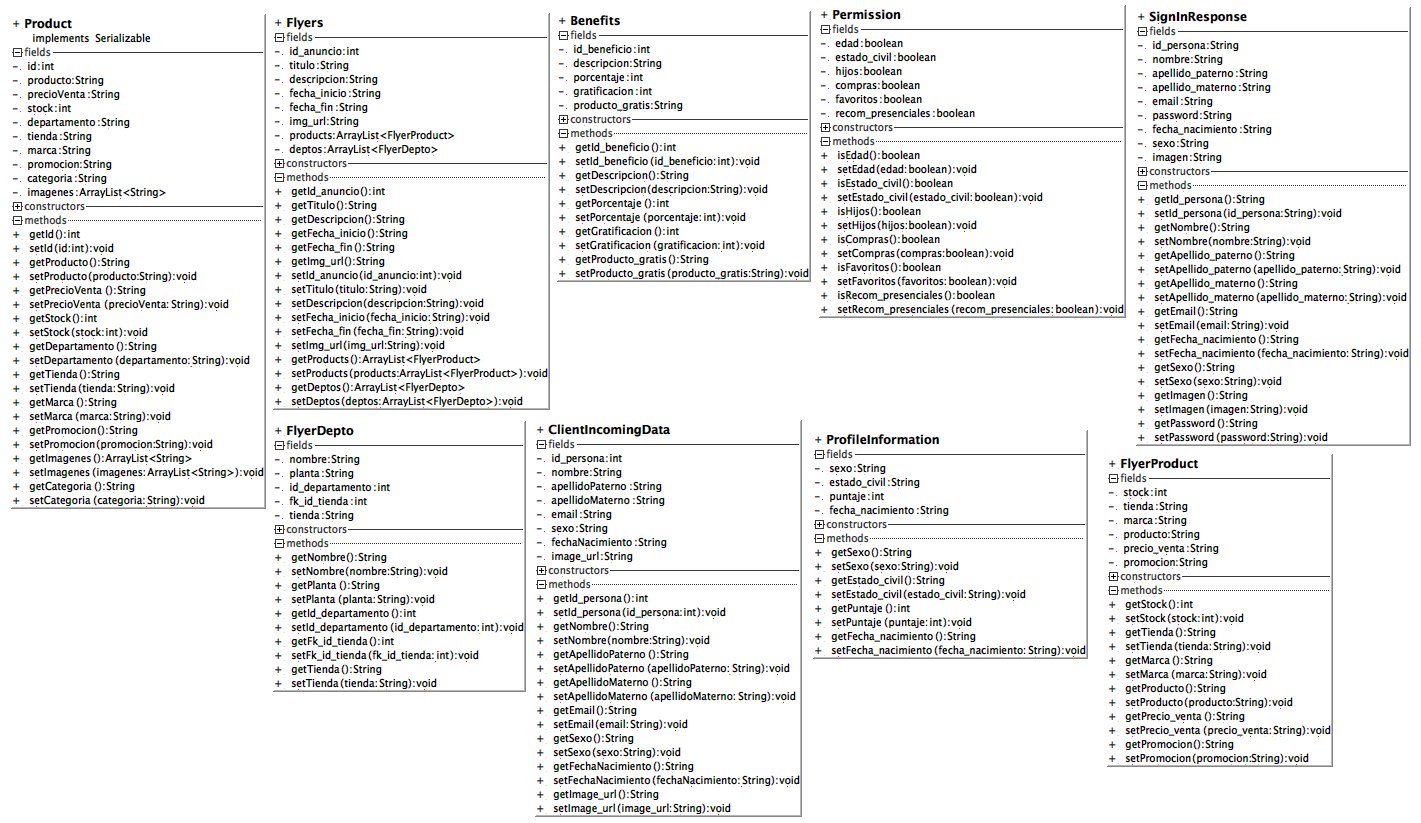 + Product
implements Serializable
fields
- id:int
- producto:String
- precioVenta:String
- stock:int
- departamento:String
- tienda:String
- marca:String
- promocion:String
- categoria:String
- imagenes:ArrayList<String>
constructors
methods
+ getId():int
+ setId(id:int):void
+ getProducto():String
+ setProducto(producto:String):void
+ getPrecioVenta():String
+ setPrecioVenta(precioVenta:String):void
+ getStock():int
+ setStock(stock:int):void
+ getDepartamento():String
+ setDepartamento(departamento:String):void
+ getTienda():String
+ setTienda(tienda:String):void
+ getMarca():String
+ setMarca(marca:String):void
+ getPromocion():String
+ setPromocion(promocion:String):void
+ getImagenes():ArrayList<String>
+ setImagenes(imagenes:ArrayList<String>):void
+ getCategoria():String
+ setCategoria(categoria:String):void
+ Flyers
fields
- id_anuncio:int
- titulo:String
- descripcion:String
- fecha_inicio:String
- fecha_fin:String
- img_url:String
- products:ArrayList<FlyerProduct>
- deptos:ArrayList<FlyerDepto>
constructors
methods
+ getId_anuncio():int
+ getTitulo():String
+ getDescripcion():String
+ getFecha_inicio():String
+ getFecha_fin():String
+ getImg_url():String
+ setId_anuncio(id_anuncio:int):void
+ setTitulo(titulo:String):void
+ setDescripcion(descripcion:String):void
+ setFecha_inicio(fecha_inicio:String):void
+ setFecha_fin(fecha_fin:String):void
+ setImg_url(img_url:String):void
+ getProducts():ArrayList<FlyerProduct>
+ setProducts(products:ArrayList<FlyerProduct>):void
+ getDeptos():ArrayList<FlyerDepto>
+ setDeptos(deptos:ArrayList<FlyerDepto>):void
+ Benefits
fields
- id_beneficio:int
- descripcion:String
- porcentaje:int
- gratificacion:int
- producto_gratis:String
constructors
methods
+ getId_beneficio():int
+ setId_beneficio(id_beneficio:int):void
+ getDescripcion():String
+ setDescripcion(descripcion:String):void
+ getPorcentaje():int
+ setPorcentaje(porcentaje:int):void
+ getGratificacion():int
+ setGratificacion(gratificacion:int):void
+ getProducto_gratis():String
+ setProducto_gratis(producto_gratis:String):void
+ Permission
fields
- edad:boolean
- estado_civil:boolean
- hijos:boolean
- compras:boolean
- favoritos:boolean
- recom_presenciales:boolean
constructors
methods
+ isEdad():boolean
+ setEdad(edad:boolean):void
+ isEstado_civil():boolean
+ setEstado_civil(estado_civil:boolean):void
+ isHijos():boolean
+ setHijos(hijos:boolean):void
+ isCompras():boolean
+ setCompras(compras:boolean):void
+ isFavoritos():boolean
+ setFavoritos(favoritos:boolean):void
+ isRecom_presenciales():boolean
+ setRecom_presenciales(recom_presenciales:boolean):void
+ SignInResponse
fields
- id_persona:String
- nombre:String
- apellido_paterno:String
- apellido_materno:String
- email:String
- password:String
- fecha_nacimiento:String
- sexo:String
- imagen:String
constructors
methods
+ getId_persona():String
+ setId_persona(id_persona:String):void
+ getNombre():String
+ setNombre(nombre:String):void
+ getApellido_paterno():String
+ setApellido_paterno(apellido_paterno:String):void
+ getApellido_materno():String
+ setApellido_materno(apellido_materno:String):void
+ getEmail():String
+ setEmail(email:String):void
+ getFecha_nacimiento():String
+ setFecha_nacimiento(fecha_nacimiento:String):void
+ getSexo():String
+ setSexo(sexo:String):void
+ getImagen():String
+ setImagen(imagen:String):void
+ getPassword():String
+ setPassword(password:String):void
+ FlyerDepto
fields
- nombre:String
- planta:String
- id_departamento:int
- fk_id_tienda:int
- tienda:String
constructors
methods
+ getNombre():String
+ setNombre(nombre:String):void
+ getPlanta():String
+ setPlanta(planta:String):void
+ getId_departamento():int
+ setId_departamento(id_departamento:int):void
+ getFk_id_tienda():int
+ setFk_id_tienda(fk_id_tienda:int):void
+ getTienda():String
+ setTienda(tienda:String):void
+ ClientIncomingData
fields
- id_persona:int
- nombre:String
- apellidoPaterno:String
- apellidoMaterno:String
- email:String
- sexo:String
- fechaNacimiento:String
- image_url:String
constructors
methods
+ getId_persona():int
+ setId_persona(id_persona:int):void
+ getNombre():String
+ setNombre(nombre:String):void
+ getApellidoPaterno():String
+ setApellidoPaterno(apellidoPaterno:String):void
+ getApellidoMaterno():String
+ setApellidoMaterno(apellidoMaterno:String):void
+ getEmail():String
+ setEmail(email:String):void
+ getSexo():String
+ setSexo(sexo:String):void
+ getFechaNacimiento():String
+ setFechaNacimiento(fechaNacimiento:String):void
+ getImage_url():String
+ setImage_url(image_url:String):void
+ ProfileInformation
fields
- sexo:String
- estado_civil:String
- puntaje:int
- fecha_nacimiento:String
constructors
methods
+ getSexo():String
+ setSexo(sexo:String):void
+ getEstado_civil():String
+ setEstado_civil(estado_civil:String):void
+ getPuntaje():int
+ setPuntaje(puntaje:int):void
+ getFecha_nacimiento():String
+ setFecha_nacimiento(fecha_nacimiento:String):void
+ FlyerProduct
fields
- stock:int
- tienda:String
- marca:String
- producto:String
- precio_venta:String
- promocion:String
constructors
methods
+ getStock():int
+ setStock(stock:int):void
+ getTienda():String
+ setTienda(tienda:String):void
+ getMarca():String
+ setMarca(marca:String):void
+ getProducto():String
+ setProducto(producto:String):void
+ getPrecio_venta():String
+ setPrecio_venta(precio_venta:String):void
+ getPromocion():String
+ setPromocion(promocion:String):void